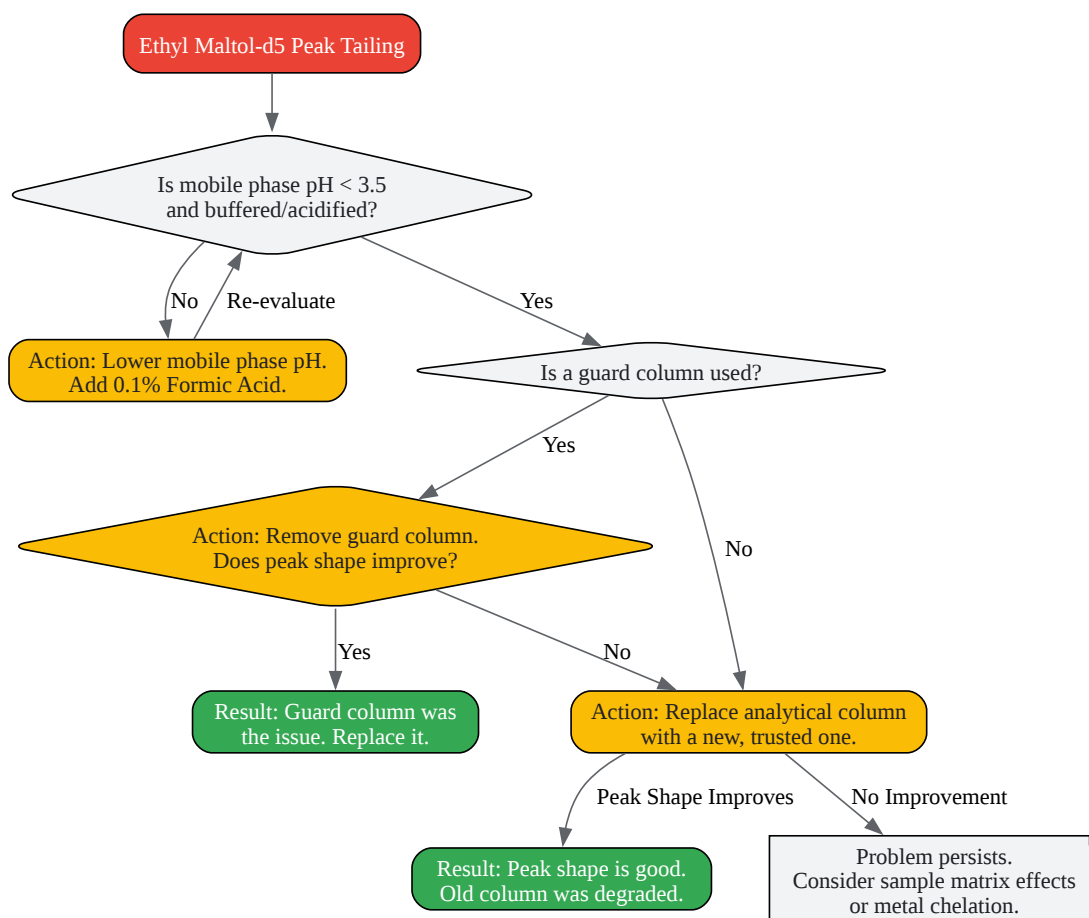 Ethyl Maltol-d5 Peak Tailing
Is mobile phase pH < 3.5
and buffered/acidified?
No
Re-evaluate
Yes
Action: Lower mobile phase pH.
Add 0.1% Formic Acid.
Is a guard column used?
Yes
No
Action: Remove guard column.
Does peak shape improve?
Yes
No
Result: Guard column was
the issue. Replace it.
Action: Replace analytical column
with a new, trusted one.
Peak Shape Improves
No Improvement
Result: Peak shape is good.
Old column was degraded.
Problem persists.
Consider sample matrix effects
or metal chelation.